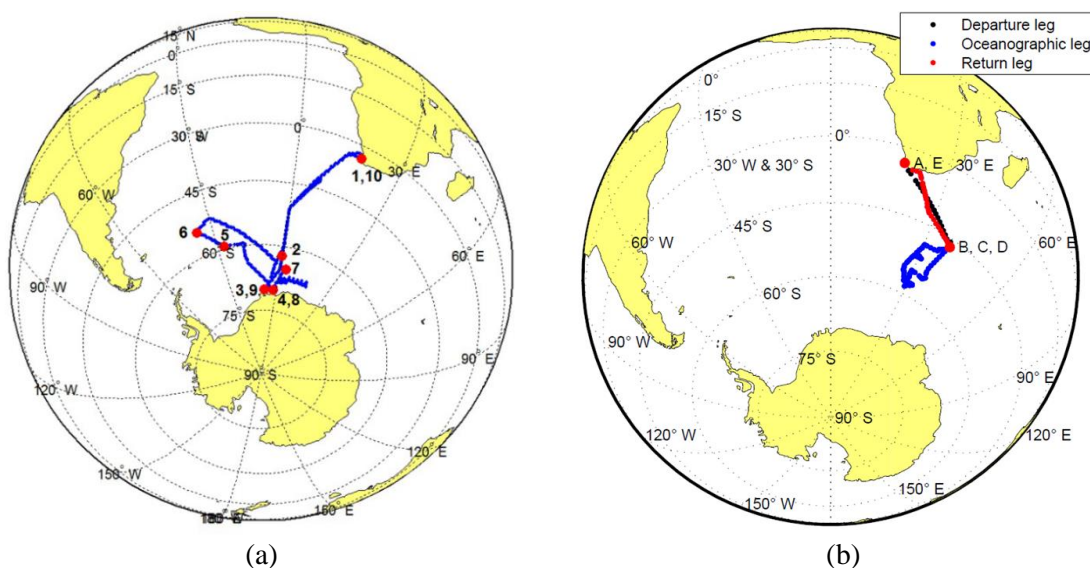 15° N
0°
15° S
30° S
W
45° S
60° W
60° S
75° S
90° S
0°
30° E
1,10
6
5
2
7
3,9
4,8
90° W
90° E
120° W
120° E
150° W
150° E
(a)
Departure leg
Oceanographic leg
Return leg
0°
15° S
0°
30° W & 30° S
A, E
30° E
45° S
60° W
60° E
B, C, D
60° S
90° W
75° S
90° E
90° S
120° W
120° E
150° W
150° E
(b)